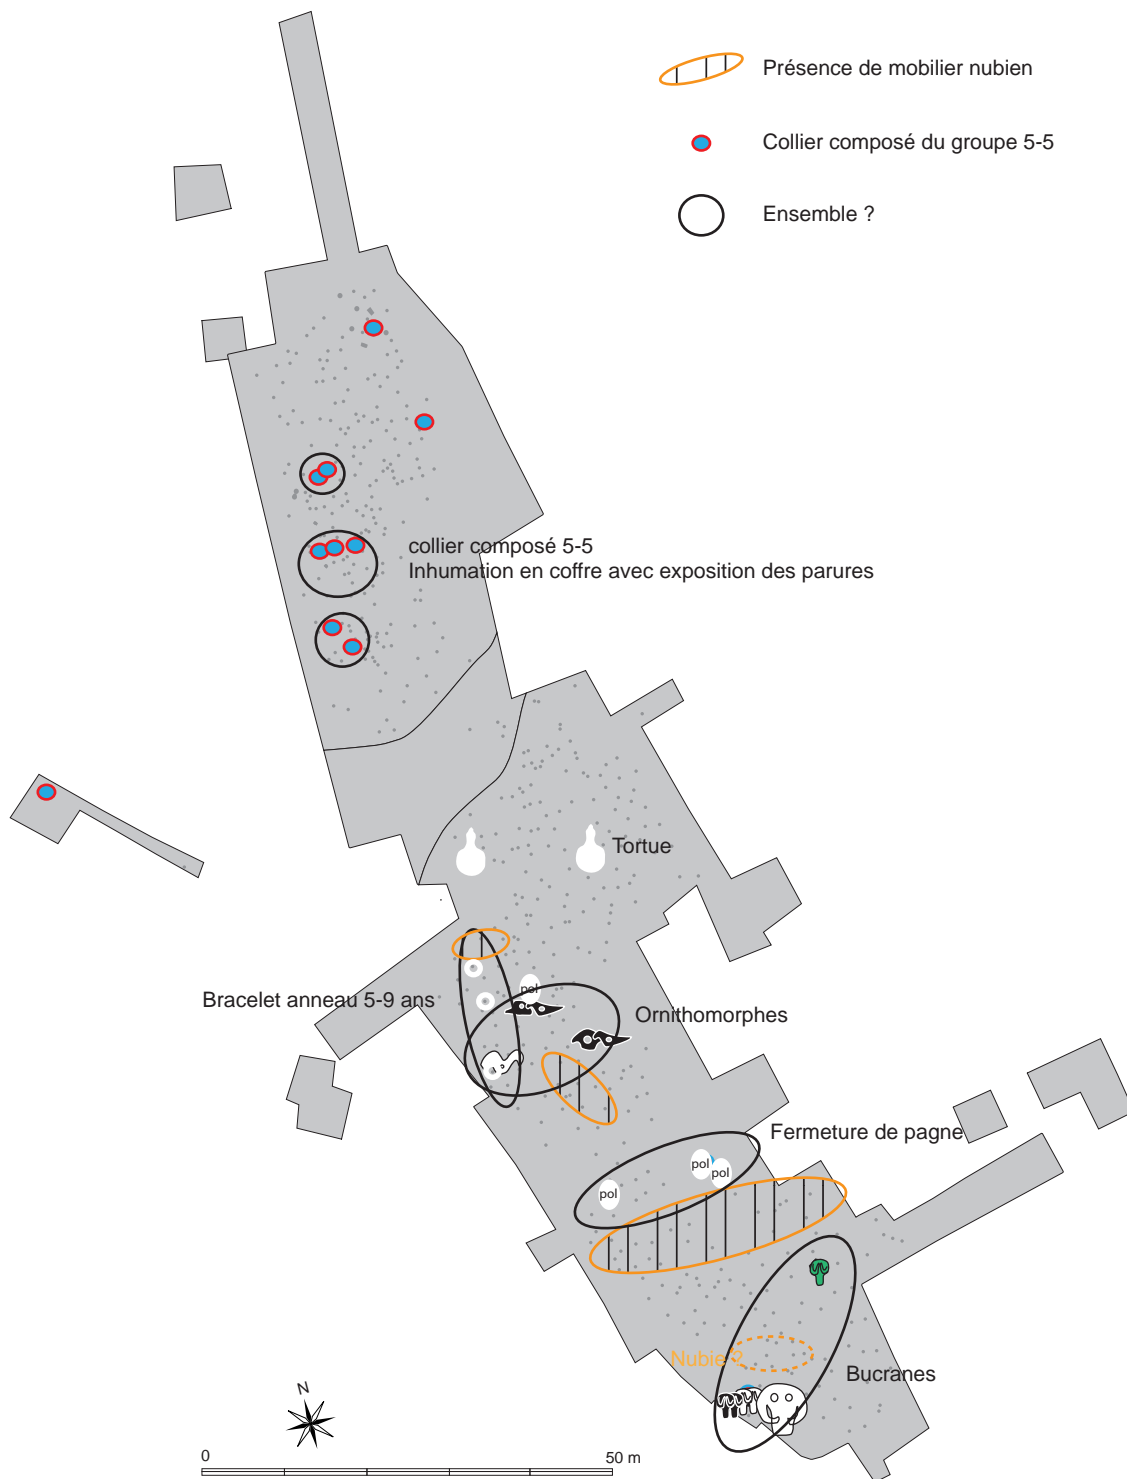 Présence de mobilier nubien
Collier composé du groupe 5-5
Ensemble ?
collier composé 5-5
Inhumation en coffre avec exposition des parures
Tortue
Bracelet anneau 5-9 ans
pol
Ornithomorphes
Fermeture de pagne
pol
pol
pol
Nubie ?
Bucranes
N
0
50 m